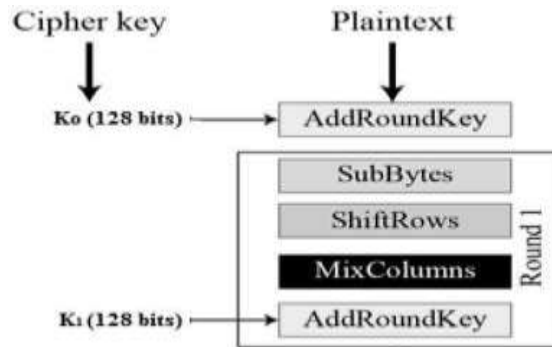 Cipher key
Plaintext
K0 (128 bits)
AddRoundKey
SubBytes
ShiftRows
MixColumns
Round 1
K1 (128 bits)
AddRoundKey